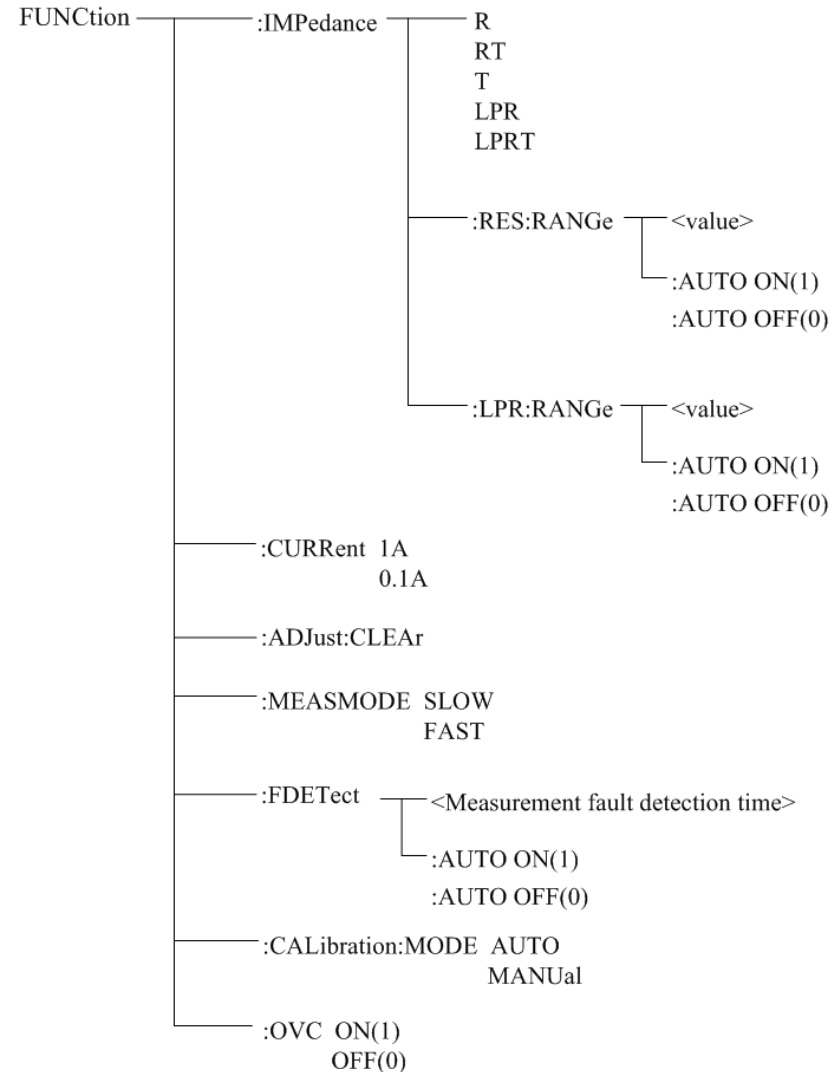 FUNCtion :IMPedance R
RT
T
LPR
LPRT
:RES:RANGe <value>
:AUTO ON(1)
:AUTO OFF(0)
:LPR:RANGe <value>
:AUTO ON(1)
:AUTO OFF(0)
:CURRent 1A
0.1A
:ADJust:CLEAr
:MEASMODE SLOW
FAST
:FDETect <Measurement fault detection time>
:AUTO ON(1)
:AUTO OFF(0)
:CALibration:MODE AUTO
MANUal
:OVC ON(1)
OFF(0)